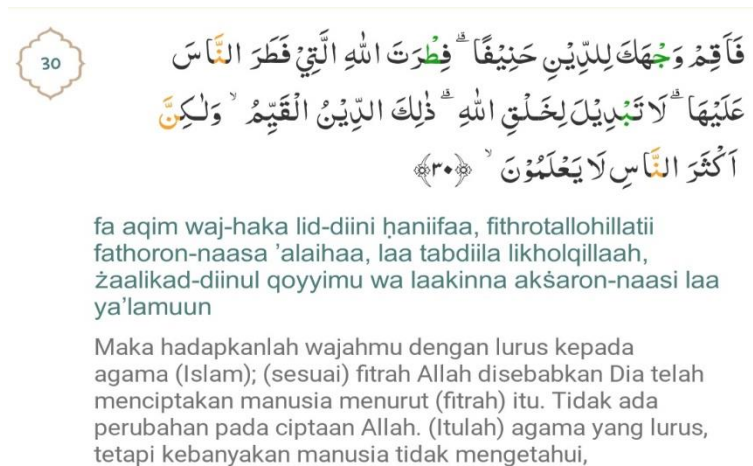 30
فَاَقِمْ وَجْهَكَ لِلدِّيْنِ حَنِيْفًاۗ فِطْرَتَ اللّٰهِ الَّتِيْ فَطَرَ النَّاسَ
عَلَيْهَاۗ لَا تَبْدِيْلَ لِخَلْقِ اللّٰهِ ۗذٰلِكَ الدِّيْنُ الْقَيِّمُۙ وَلٰكِنَّ
اَكْثَرَ النَّاسِ لَا يَعْلَمُوْنَۙ ﴿٣٠﴾
fa aqim waj-haka lid-diini ḥaniifaa, fithrotallohillatii
fathoron-naasa 'alaihaa, laa tabdiila likholqillaah,
żaalikad-diinul qoyyimu wa laakinna akṡaron-naasi laa
ya'lamuun
Maka hadapkanlah wajahmu dengan lurus kepada
agama (Islam); (sesuai) fitrah Allah disebabkan Dia telah
menciptakan manusia menurut (fitrah) itu. Tidak ada
perubahan pada ciptaan Allah. (Itulah) agama yang lurus,
tetapi kebanyakan manusia tidak mengetahui,